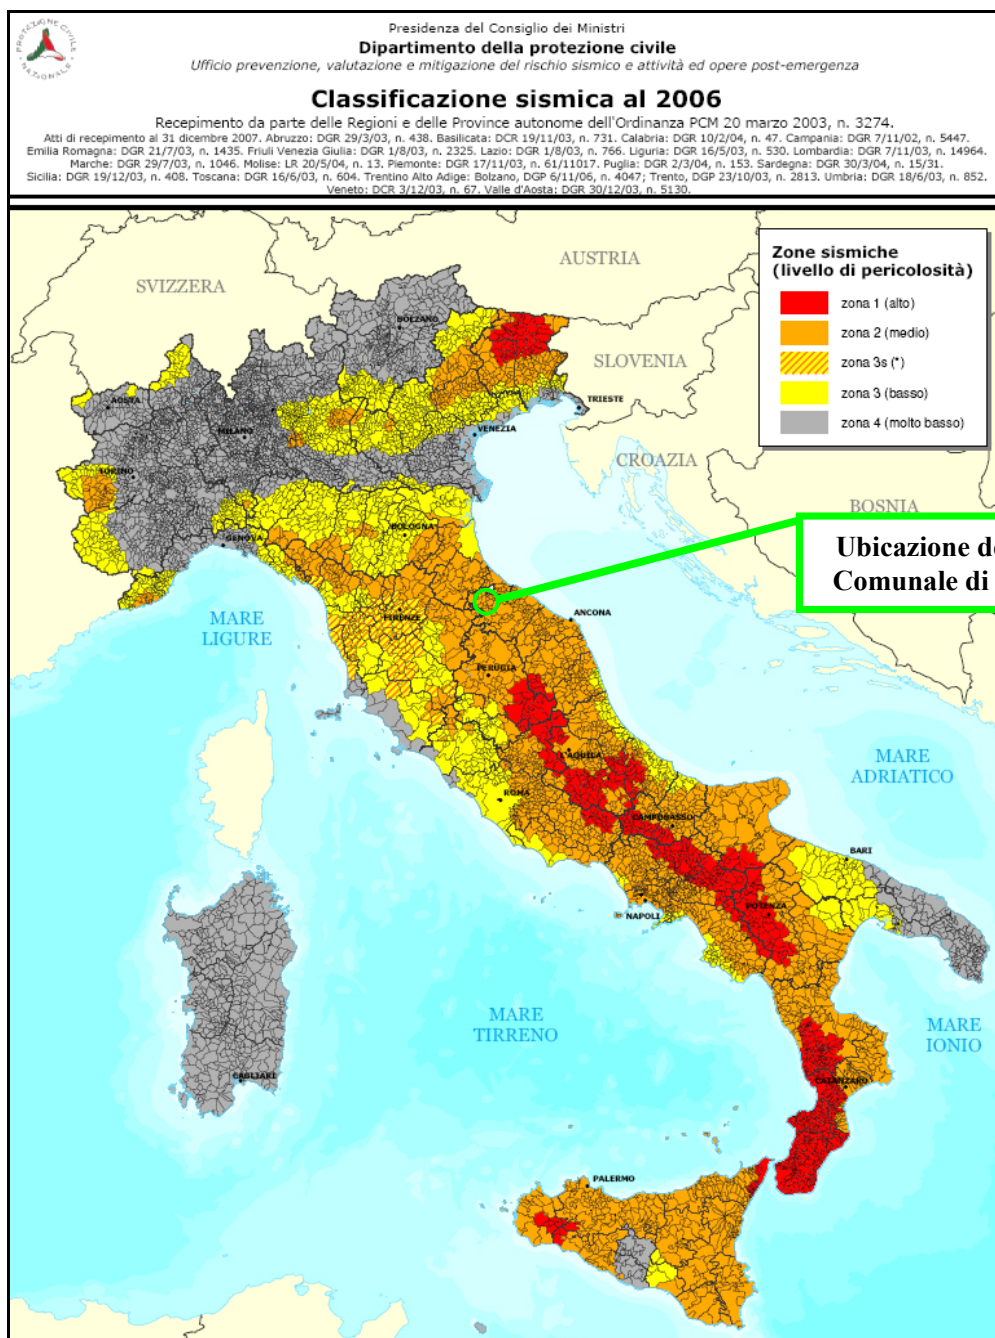 PROTEZIONE CIVILE
NAZIONALE
Presidenza del Consiglio dei Ministri
Dipartimento della protezione civile
Ufficio prevenzione, valutazione e mitigazione del rischio sismico e attività ed opere post-emergenza
Classificazione sismica al 2006
Recepimento da parte delle Regioni e delle Province autonome dell'Ordinanza PCM 20 marzo 2003, n. 3274.
Atti di recepimento al 31 dicembre 2007. Abruzzo: DGR 29/3/03, n. 438. Basilicata: DCR 19/11/03, n. 731. Calabria: DGR 10/2/04, n. 47. Campania: DGR 7/11/02, n. 5447.
Emilia Romagna: DGR 21/7/03, n. 1435. Friuli Venezia Giulia: DGR 1/8/03, n. 2325. Lazio: DGR 1/8/03, n. 766. Liguria: DGR 16/5/03, n. 530. Lombardia: DGR 7/11/03, n. 14964.
Marche: DGR 29/7/03, n. 1046. Molise: LR 20/5/04, n. 13. Piemonte: DGR 17/11/03, n. 61/11017. Puglia: DGR 2/3/04, n. 153. Sardegna: DGR 30/3/04, n. 15/31.
Sicilia: DGR 19/12/03, n. 408. Toscana: DGR 16/6/03, n. 604. Trentino Alto Adige: Bolzano, DGP 6/11/06, n. 4047; Trento, DGP 23/10/03, n. 2813. Umbria: DGR 18/6/03, n. 852.
Veneto: DCR 3/12/03, n. 67. Valle d'Aosta: DGR 30/12/03, n. 5130.
Zone sismiche
(livello di pericolosità)
zona 1 (alto)
zona 2 (medio)
zona 3s (*)
zona 3 (basso)
zona 4 (molto basso)
AUSTRIA
SVIZZERA
BOLZANO
SLOVENIA
AOSTA
TRIESTE
MILANO
VENEZIA
CROAZIA
TORINO
BOSNIA
BOLOGNA
GENOVA
Ubicazione de
Comunale di
MARE
LIGURE
FIRENZE
ANCONA
PERUGIA
L'AQUILA
MARE
ADRIATICO
ROMA
CAMPOBASSO
BARI
NAPOLI
POTENZA
MARE
TIRRENO
MARE
IONIO
CAGLIARI
CATANZARO
PALERMO